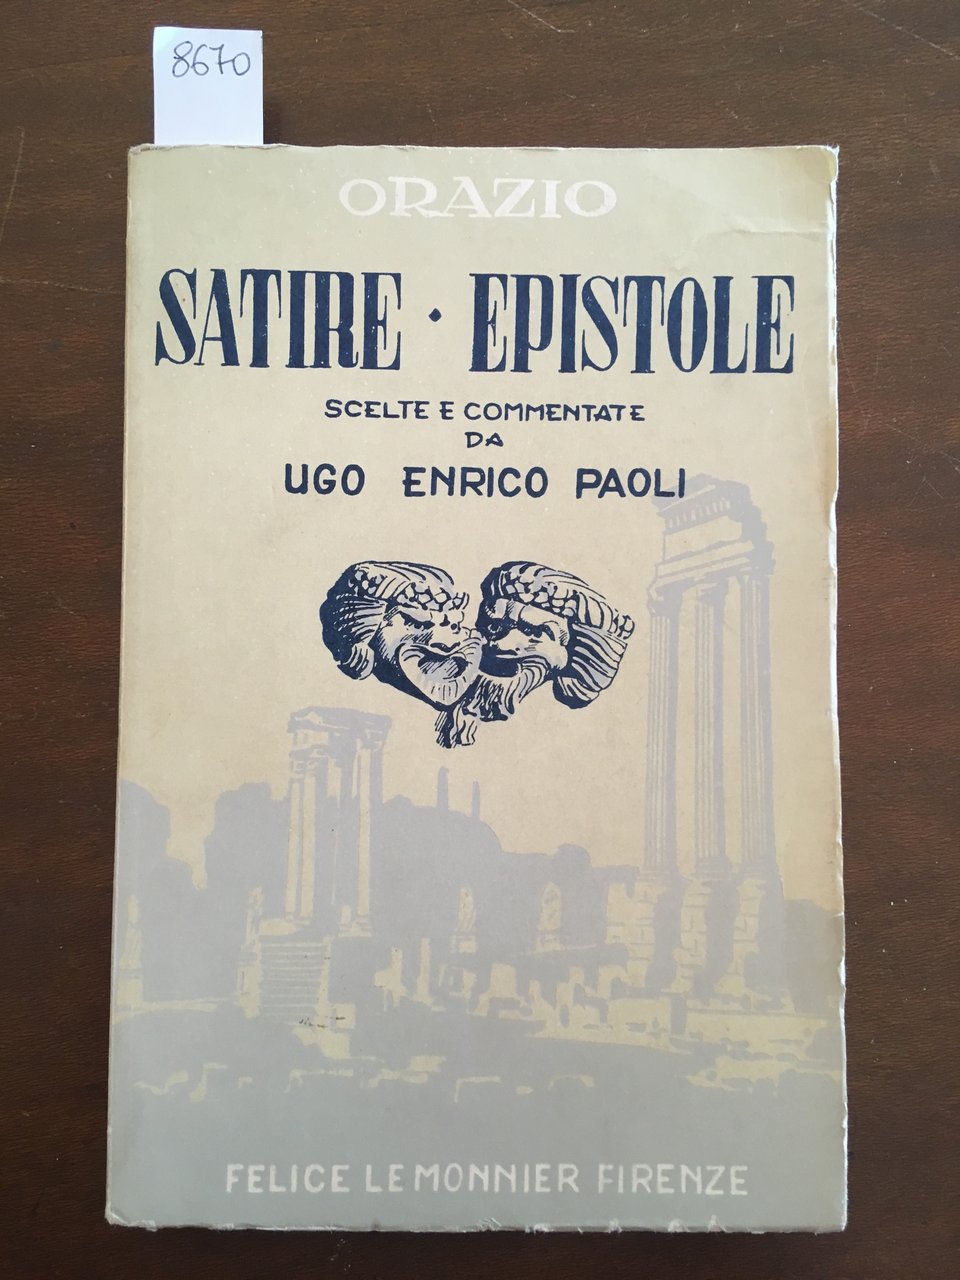 8670
ORAZIO
SATIRE · EPISTOLE
SCELTE E COMMENTATE
DA
UGO ENRICO PAOLI
FELICE LE MONNIER FIRENZE